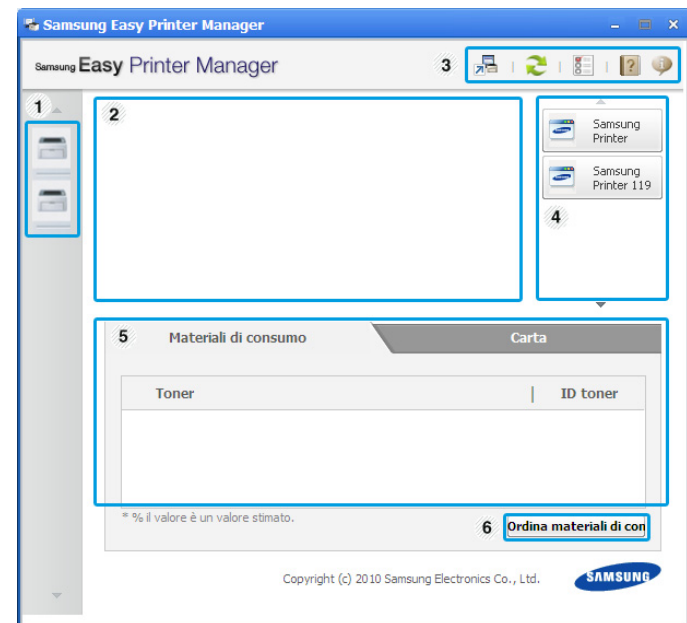 Samsung Easy Printer Manager
Samsung Easy Printer Manager
3
1
2
Samsung
Printer
Samsung
Printer 119
4
5
Materiali di consumo
Carta
Toner
ID toner
* % il valore è un valore stimato.
6
Ordina materiali di con
Copyright (c) 2010 Samsung Electronics Co., Ltd.
SAMSUNG